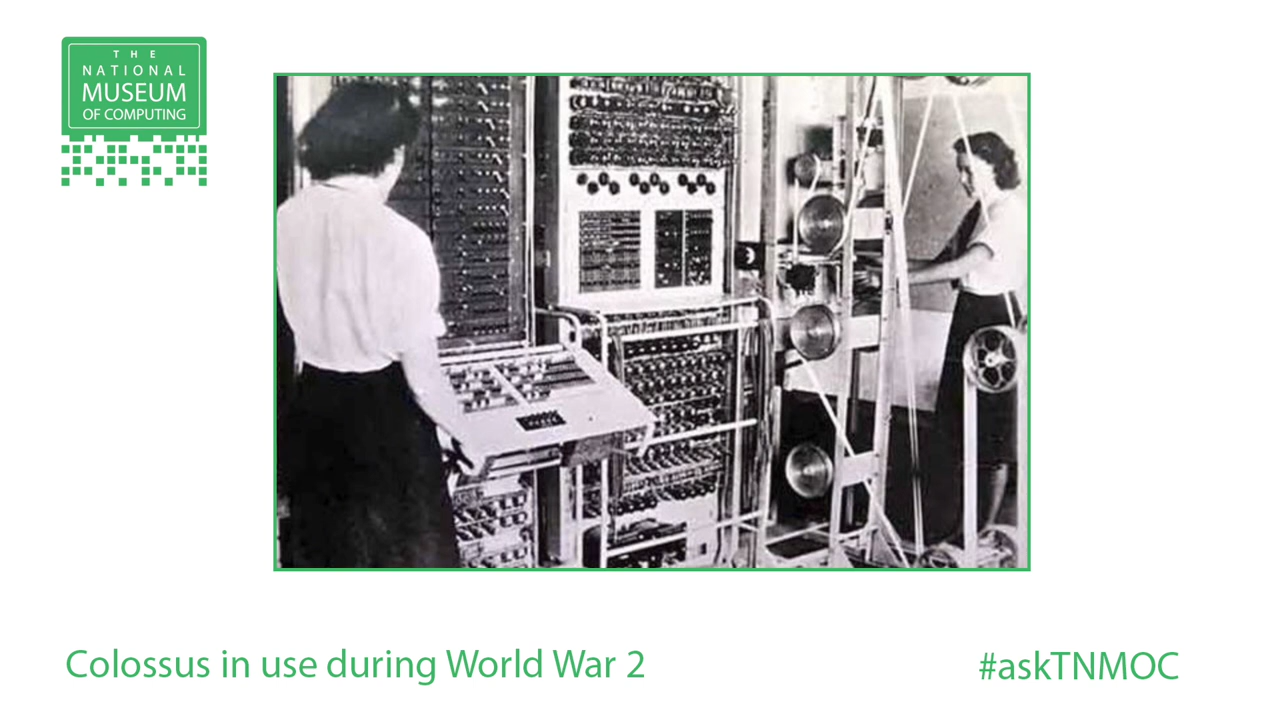 THE
NATIONAL
MUSEUM
OF COMPUTING
Colossus in use during World War 2
#askTNMOC